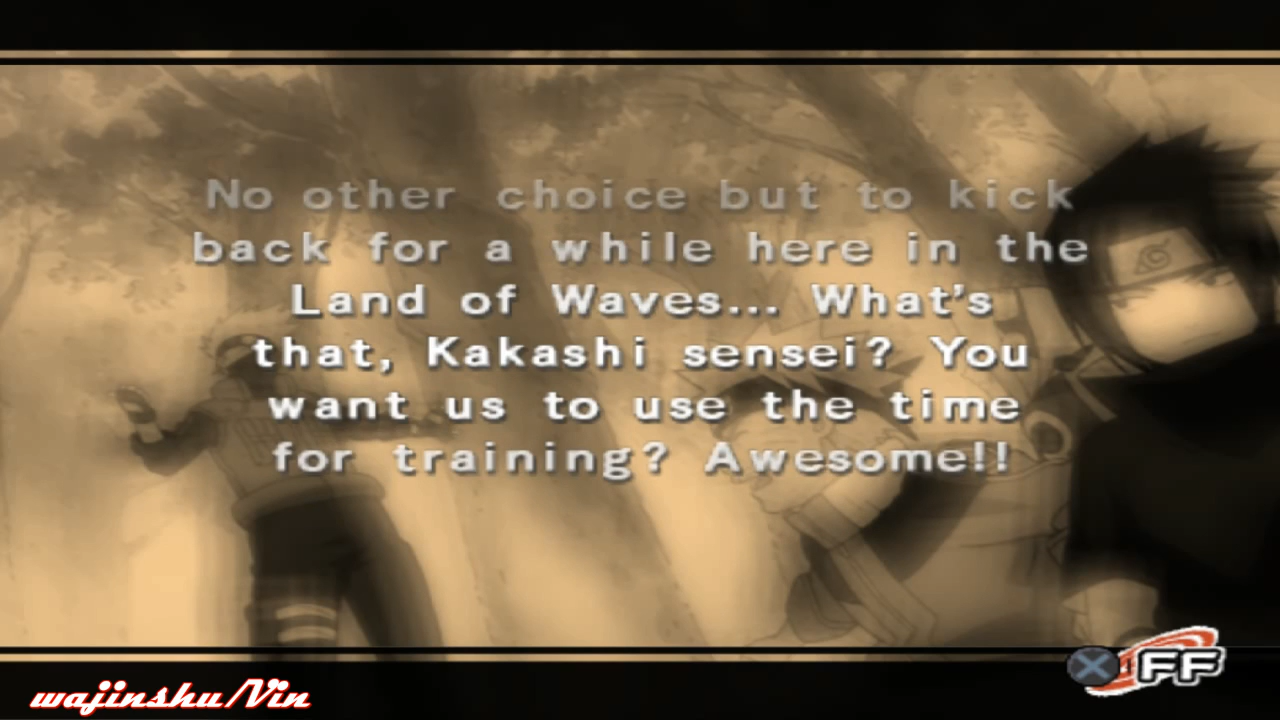 No other choice but to kick
back for a while here in the
Land of Waves... What's
that, Kakashi sensei? You
want us to use the time
for training? Awesome!!
FF
wajinshu/Vin